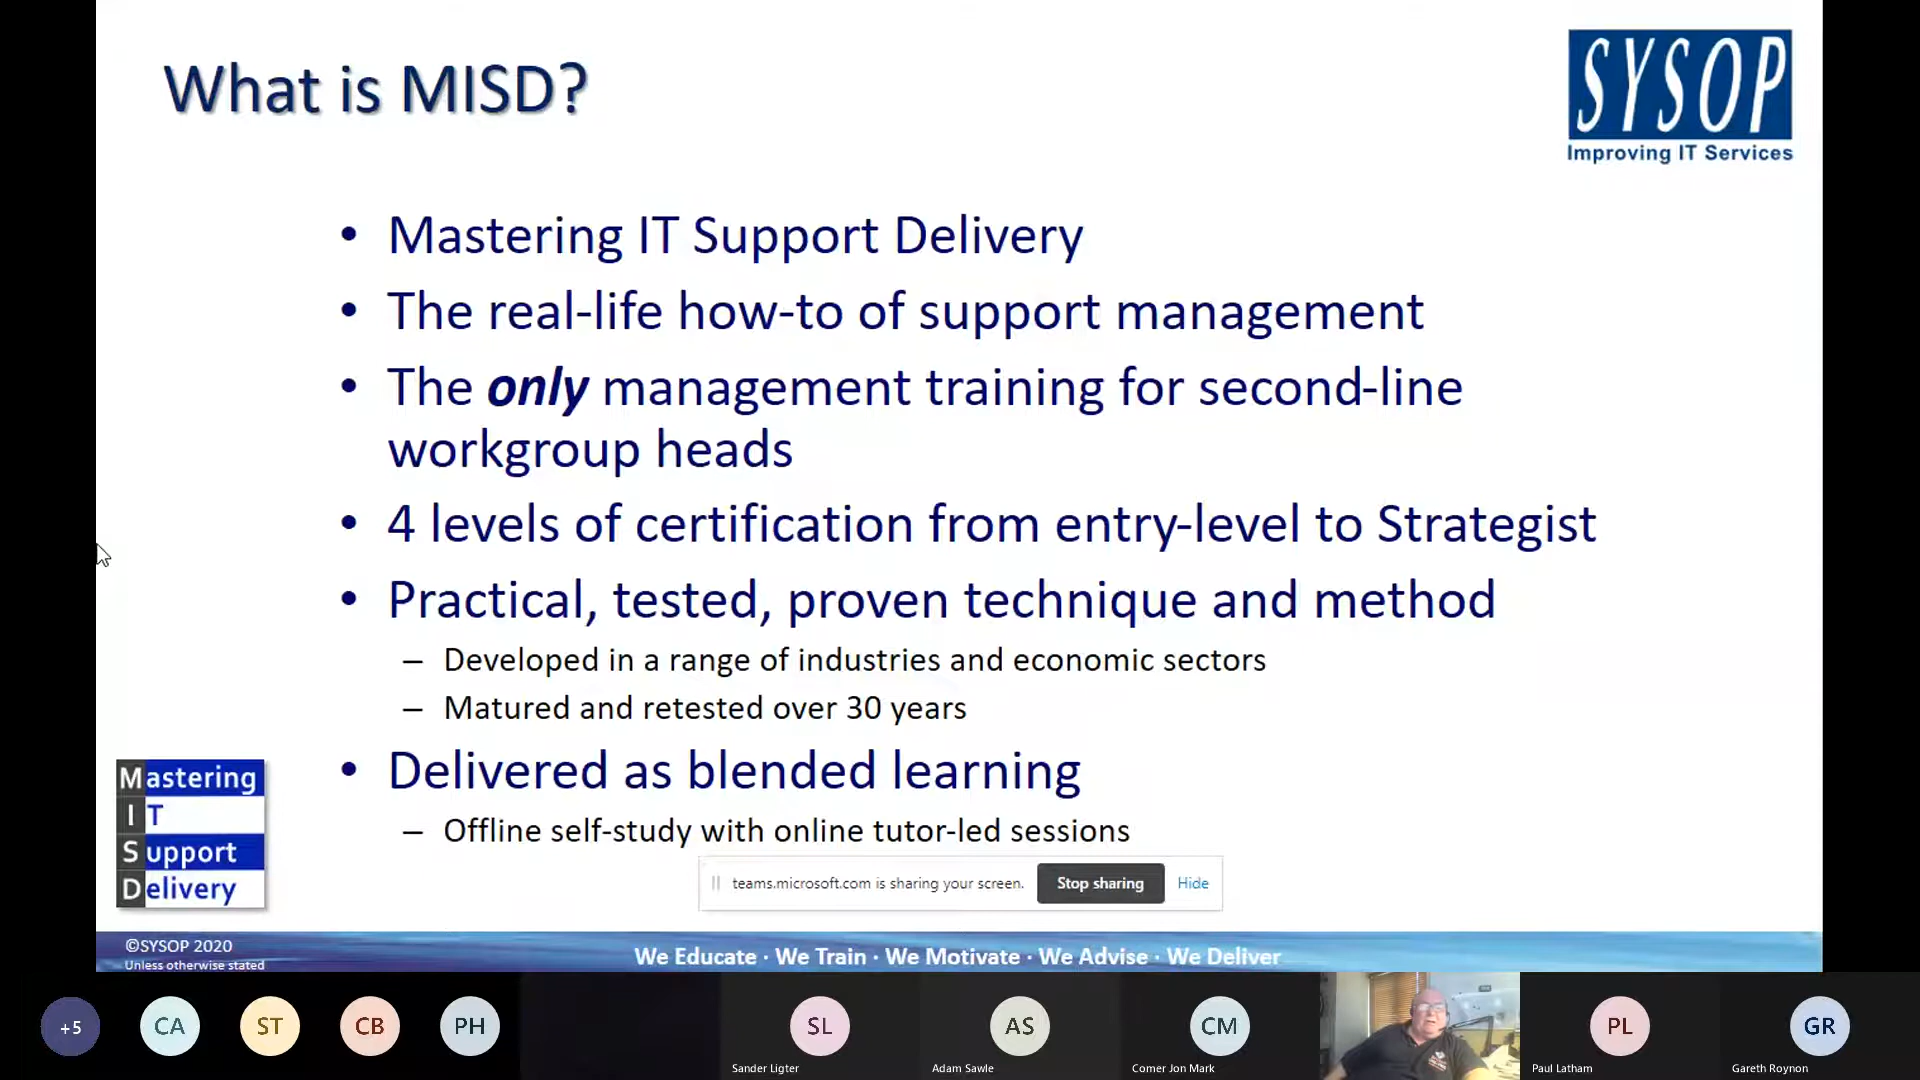 What is MISD?
SYSOP
Improving IT Services
• Mastering IT Support Delivery
• The real-life how-to of support management
• The only management training for second-line
workgroup heads
• 4 levels of certification from entry-level to Strategist
• Practical, tested, proven technique and method
– Developed in a range of industries and economic sectors
– Matured and retested over 30 years
• Delivered as blended learning
– Offline self-study with online tutor-led sessions
Mastering
IT
Support
Delivery
teams.microsoft.com is sharing your screen. Stop sharing Hide
©SYSOP 2020
Unless otherwise stated
We Educate · We Train · We Motivate · We Advise · We Deliver
+5 CA ST CB PH SL AS CM PL GR
Sander Ligter Adam Sawle Comer Jon Mark Paul Latham Gareth Roynon